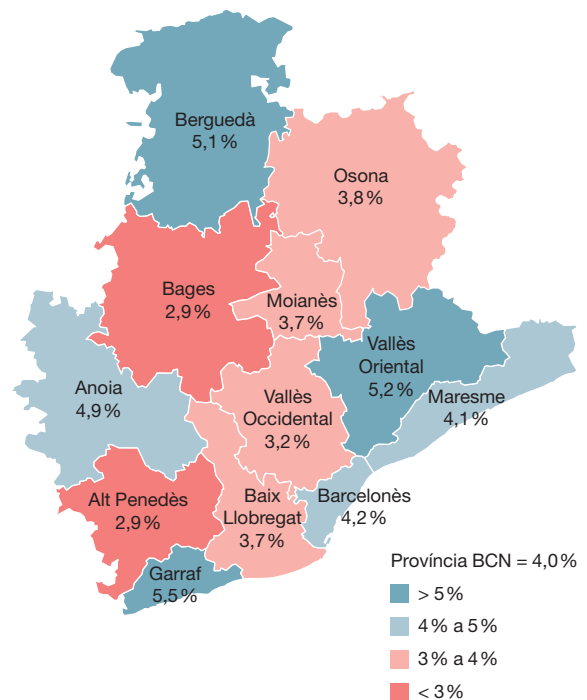 Berguedà
5,1 %
Osona
3,8 %
Bages
2,9 %
Moianès
3,7 %
Vallès
Oriental
5,2 %
Anoia
4,9 %
Vallès
Occidental
3,2 %
Maresme
4,1 %
Alt Penedès
2,9 %
Baix
Llobregat
3,7 %
Barcelonès
4,2 %
Garraf
5,5 %
Província BCN = 4,0 %
> 5 %
4 % a 5 %
3 % a 4 %
< 3 %